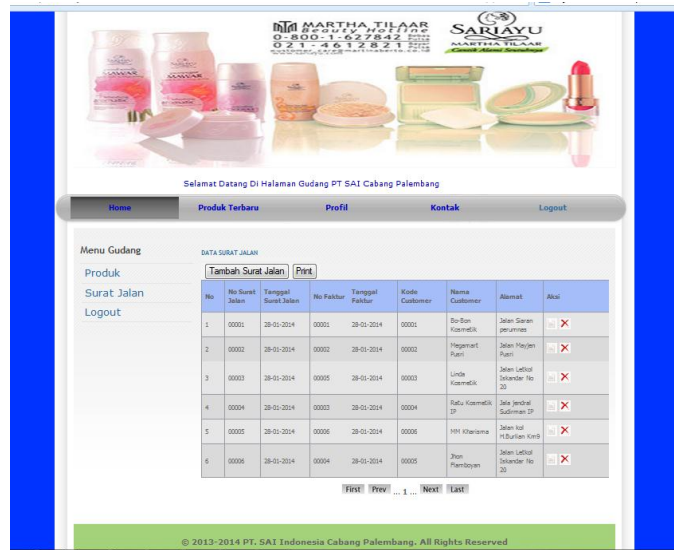 MARTHA TILAAR
Beauty Hotline
0-800-1-627842
021-4612821
SARIAYU
MARTHA TILAAR
MAWAR
MAWAR
Selamat Datang Di Halaman Gudang PT SAI Cabang Palembang
Home Produk Terbaru Profil Kontak Logout
Menu Gudang
Produk
Surat Jalan
Logout
DATA SURAT JALAN
Tambah Surat Jalan Print
No No Surat Jalan Tanggal Surat Jalan No Faktur Tanggal Faktur Kode Customer Nama Customer Alamat Aksi
1 00001 28-01-2014 00001 28-01-2014 00001 Bo-Bon Kosmetik Jalan Siaran perumnas
2 00002 28-01-2014 00002 28-01-2014 00002 Megamart Pusri Jalan Mayjen Pusri
3 00003 28-01-2014 00005 28-01-2014 00003 Linda Kosmetik Jalan Letkol Iskandar No 20
4 00004 28-01-2014 00003 28-01-2014 00004 Ratu Kosmetik IP Jala jendral Sudirman IP
5 00005 28-01-2014 00006 28-01-2014 00006 MM Kharisma Jalan kol H.Burlian Km9
6 00006 28-01-2014 00004 28-01-2014 00005 Jhon Plamboyan Jalan Letkol Iskandar No 20
First Prev ... 1 ... Next Last
© 2013-2014 PT. SAI Indonesia Cabang Palembang. All Rights Reserved